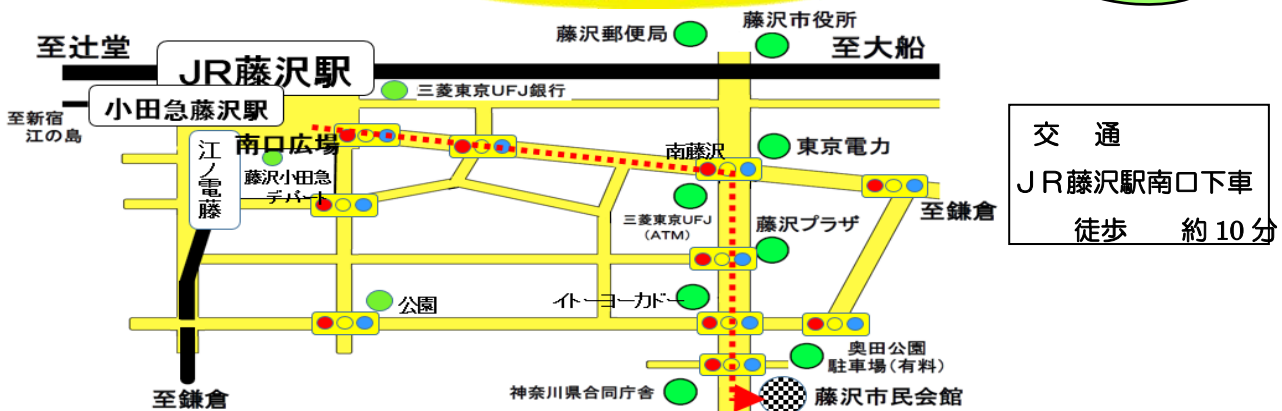 藤沢郵便局
藤沢市役所
至辻堂
至大船
JR藤沢駅
三菱東京UFJ銀行
小田急藤沢駅
至新宿
江の島
南口広場
江ノ電藤
藤沢小田急
デパート
南藤沢
東京電力
三菱東京UFJ
(ATM)
藤沢プラザ
至鎌倉
イトーヨーカドー
公園
奥田公園
駐車場(有料)
至鎌倉
神奈川県合同庁舎
藤沢市民会館
交 通
JR藤沢駅南口下車
徒歩 約10分